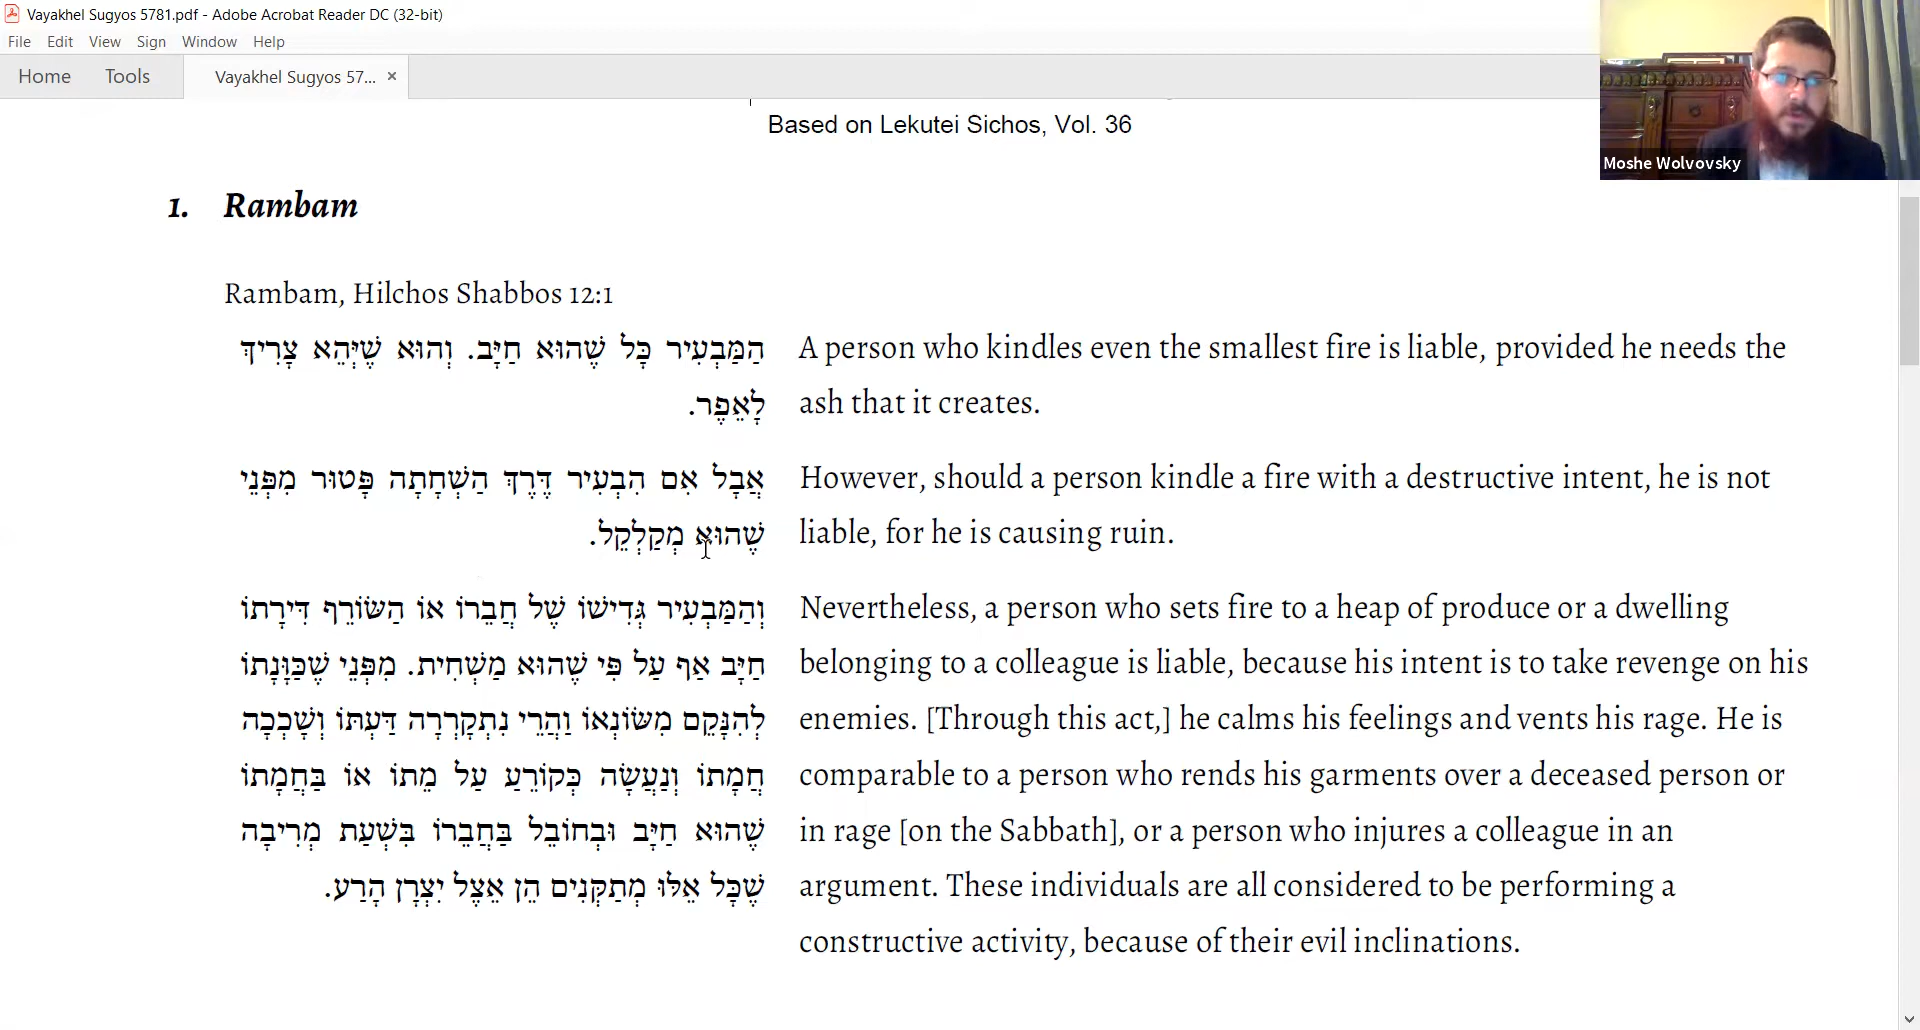 Vayakhel Sugyos 5781.pdf - Adobe Acrobat Reader DC (32-bit)
File Edit View Sign Window Help
Home Tools Vayakhel Sugyos 57... ×
Moshe Wolvovsky
Based on Lekutei Sichos, Vol. 36
1. Rambam
Rambam, Hilchos Shabbos 12:1
הַמַּבְעִיר כָּל שֶׁהוּא חַיָּב. וְהוּא שֶׁיְּהֵא צָרִיךְ
לָאֵפֶר.
A person who kindles even the smallest fire is liable, provided he needs the
ash that it creates.
אֲבָל אִם הִבְעִיר דֶּרֶךְ הַשְׁחָתָה פָּטוּר מִפְּנֵי
שֶׁהוּא מְקַלְקֵל.
However, should a person kindle a fire with a destructive intent, he is not
liable, for he is causing ruin.
וְהַמַּבְעִיר גְּדִישׁוֹ שֶׁל חֲבֵרוֹ אוֹ הַשּׂוֹרֵף דִּירָתוֹ
חַיָּב אַף עַל פִּי שֶׁהוּא מַשְׁחִית. מִפְּנֵי שֶׁכַּוָּנָתוֹ
לְהִנָּקֵם מִשּׂוֹנְאוֹ וַהֲרֵי נִתְקָרְרָה דַּעְתּוֹ וְשָׁכְכָה
חֲמָתוֹ וְנַעֲשָׂה כְּקוֹרֵעַ עַל מֵתוֹ אוֹ בַּחֲמָתוֹ
שֶׁהוּא חַיָּב וּבְחוֹבֵל בַּחֲבֵרוֹ בִּשְׁעַת מְרִיבָה
שֶׁכָּל אֵלּוּ מְתַקְּנִים הֵן אֵצֶל יִצְרָן הָרַע.
Nevertheless, a person who sets fire to a heap of produce or a dwelling
belonging to a colleague is liable, because his intent is to take revenge on his
enemies. [Through this act,] he calms his feelings and vents his rage. He is
comparable to a person who rends his garments over a deceased person or
in rage [on the Sabbath], or a person who injures a colleague in an
argument. These individuals are all considered to be performing a
constructive activity, because of their evil inclinations.